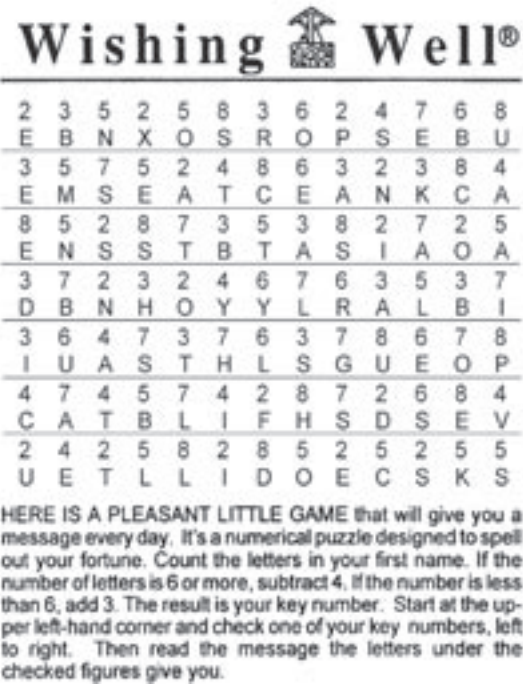 Wishing Well®
2 3 5 2 5 8 3 6 2 4 7 6 8
E B N X O S R O P S E B U
3 5 7 5 2 4 8 6 3 2 3 8 4
E M S E A T C E A N K C A
8 5 2 8 7 3 5 3 8 2 7 2 5
E N S S T B T A S I A O A
3 7 2 3 2 4 6 7 6 3 5 3 7
D B N H O Y Y L R A L B I
3 6 4 7 3 7 6 3 7 8 6 7 8
I U A S T H L S G U E O P
4 7 4 5 7 4 2 8 7 2 6 8 4
C A T B L I F H S D S E V
2 4 2 5 8 2 8 5 2 5 2 5 5
U E T L L I D O E C S K S
HERE IS A PLEASANT LITTLE GAME that will give you a
message every day. It's a numerical puzzle designed to spell
out your fortune. Count the letters in your first name. If the
number of letters is 6 or more, subtract 4. If the number is less
than 6, add 3. The result is your key number. Start at the up-
per left-hand corner and check one of your key numbers, left
to right. Then read the message the letters under the
checked figures give you.